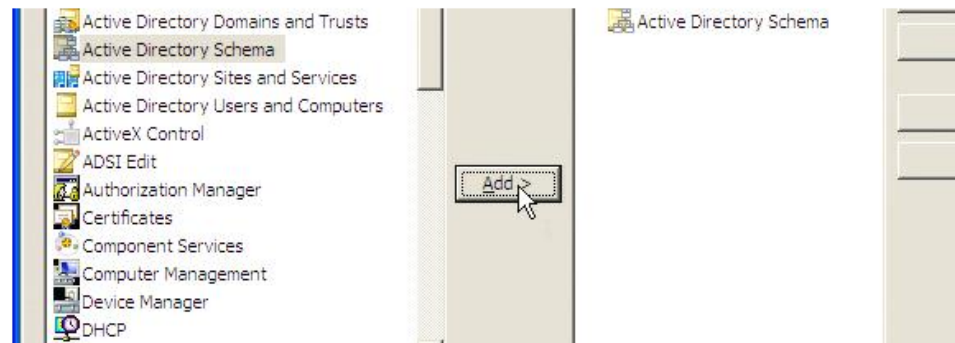 Active Directory Domains and Trusts
Active Directory Schema
Active Directory Sites and Services
Active Directory Users and Computers
ActiveX Control
ADSI Edit
Authorization Manager
Certificates
Component Services
Computer Management
Device Manager
DHCP
Add >
Active Directory Schema